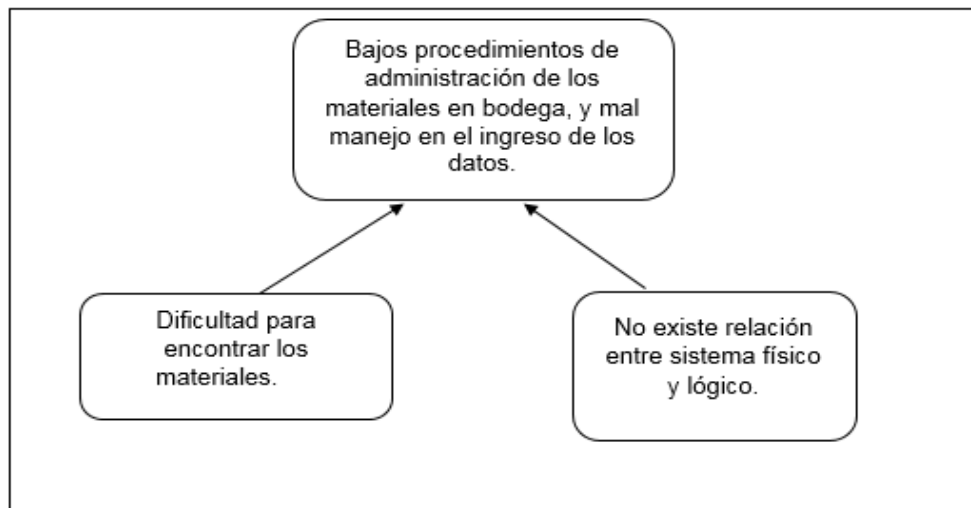 Bajos procedimientos de
administración de los
materiales en bodega, y mal
manejo en el ingreso de los
datos.
Dificultad para
encontrar los
materiales.
No existe relación
entre sistema físico
y lógico.